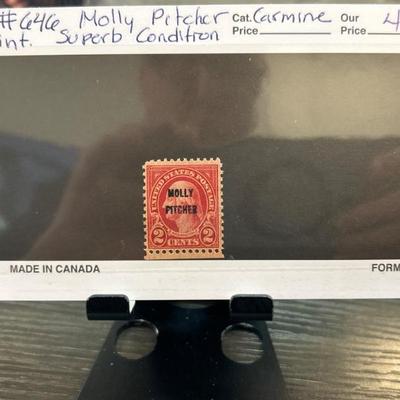 #646 Molly Pitcher Cat. Carmine Our 4
int. Superb Condition Price Price
UNITED STATES POSTAGE
MOLLY
PITCHER
2 CENTS 2
MADE IN CANADA FORM